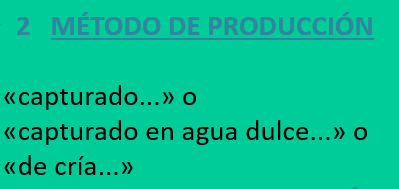 2 MÉTODO DE PRODUCCIÓN
«capturado...» o
«capturado en agua dulce...» o
«de cría...»